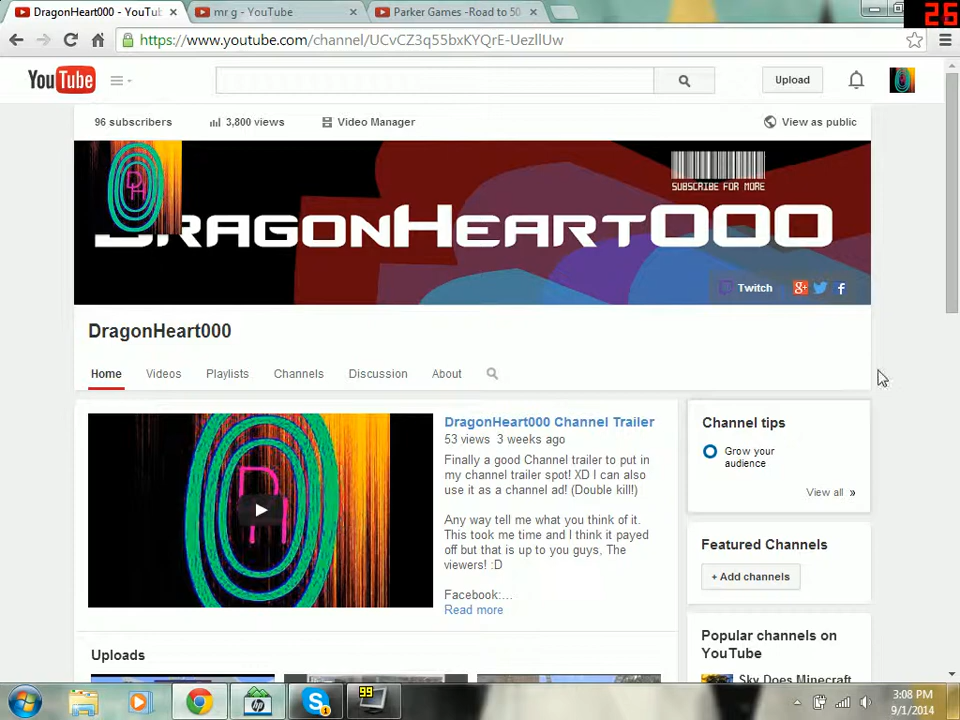 DragonHeart000 - YouTu
mr g - YouTube
Parker Games -Road to 50
26
https://www.youtube.com/channel/UCvCZ3q55bxKYQrE-UezllUw
YouTube
Upload
96 subscribers
3,800 views
Video Manager
View as public
DH
SUBSCRIBE FOR MORE
DRAGONHEART000
Twitch
DragonHeart000
Home
Videos
Playlists
Channels
Discussion
About
DragonHeart000 Channel Trailer
53 views 3 weeks ago
Finally a good Channel trailer to put in
my channel trailer spot! XD I can also
use it as a channel ad! (Double kill!)
Any way tell me what you think of it.
This took me time and I think it payed
off but that is up to you guys, The
viewers! :D
Facebook:...
Read more
DH
Channel tips
Grow your
audience
View all »
Featured Channels
+ Add channels
Popular channels on
YouTube
Sky Does Minecraft
Uploads
99
3:08 PM
9/1/2014